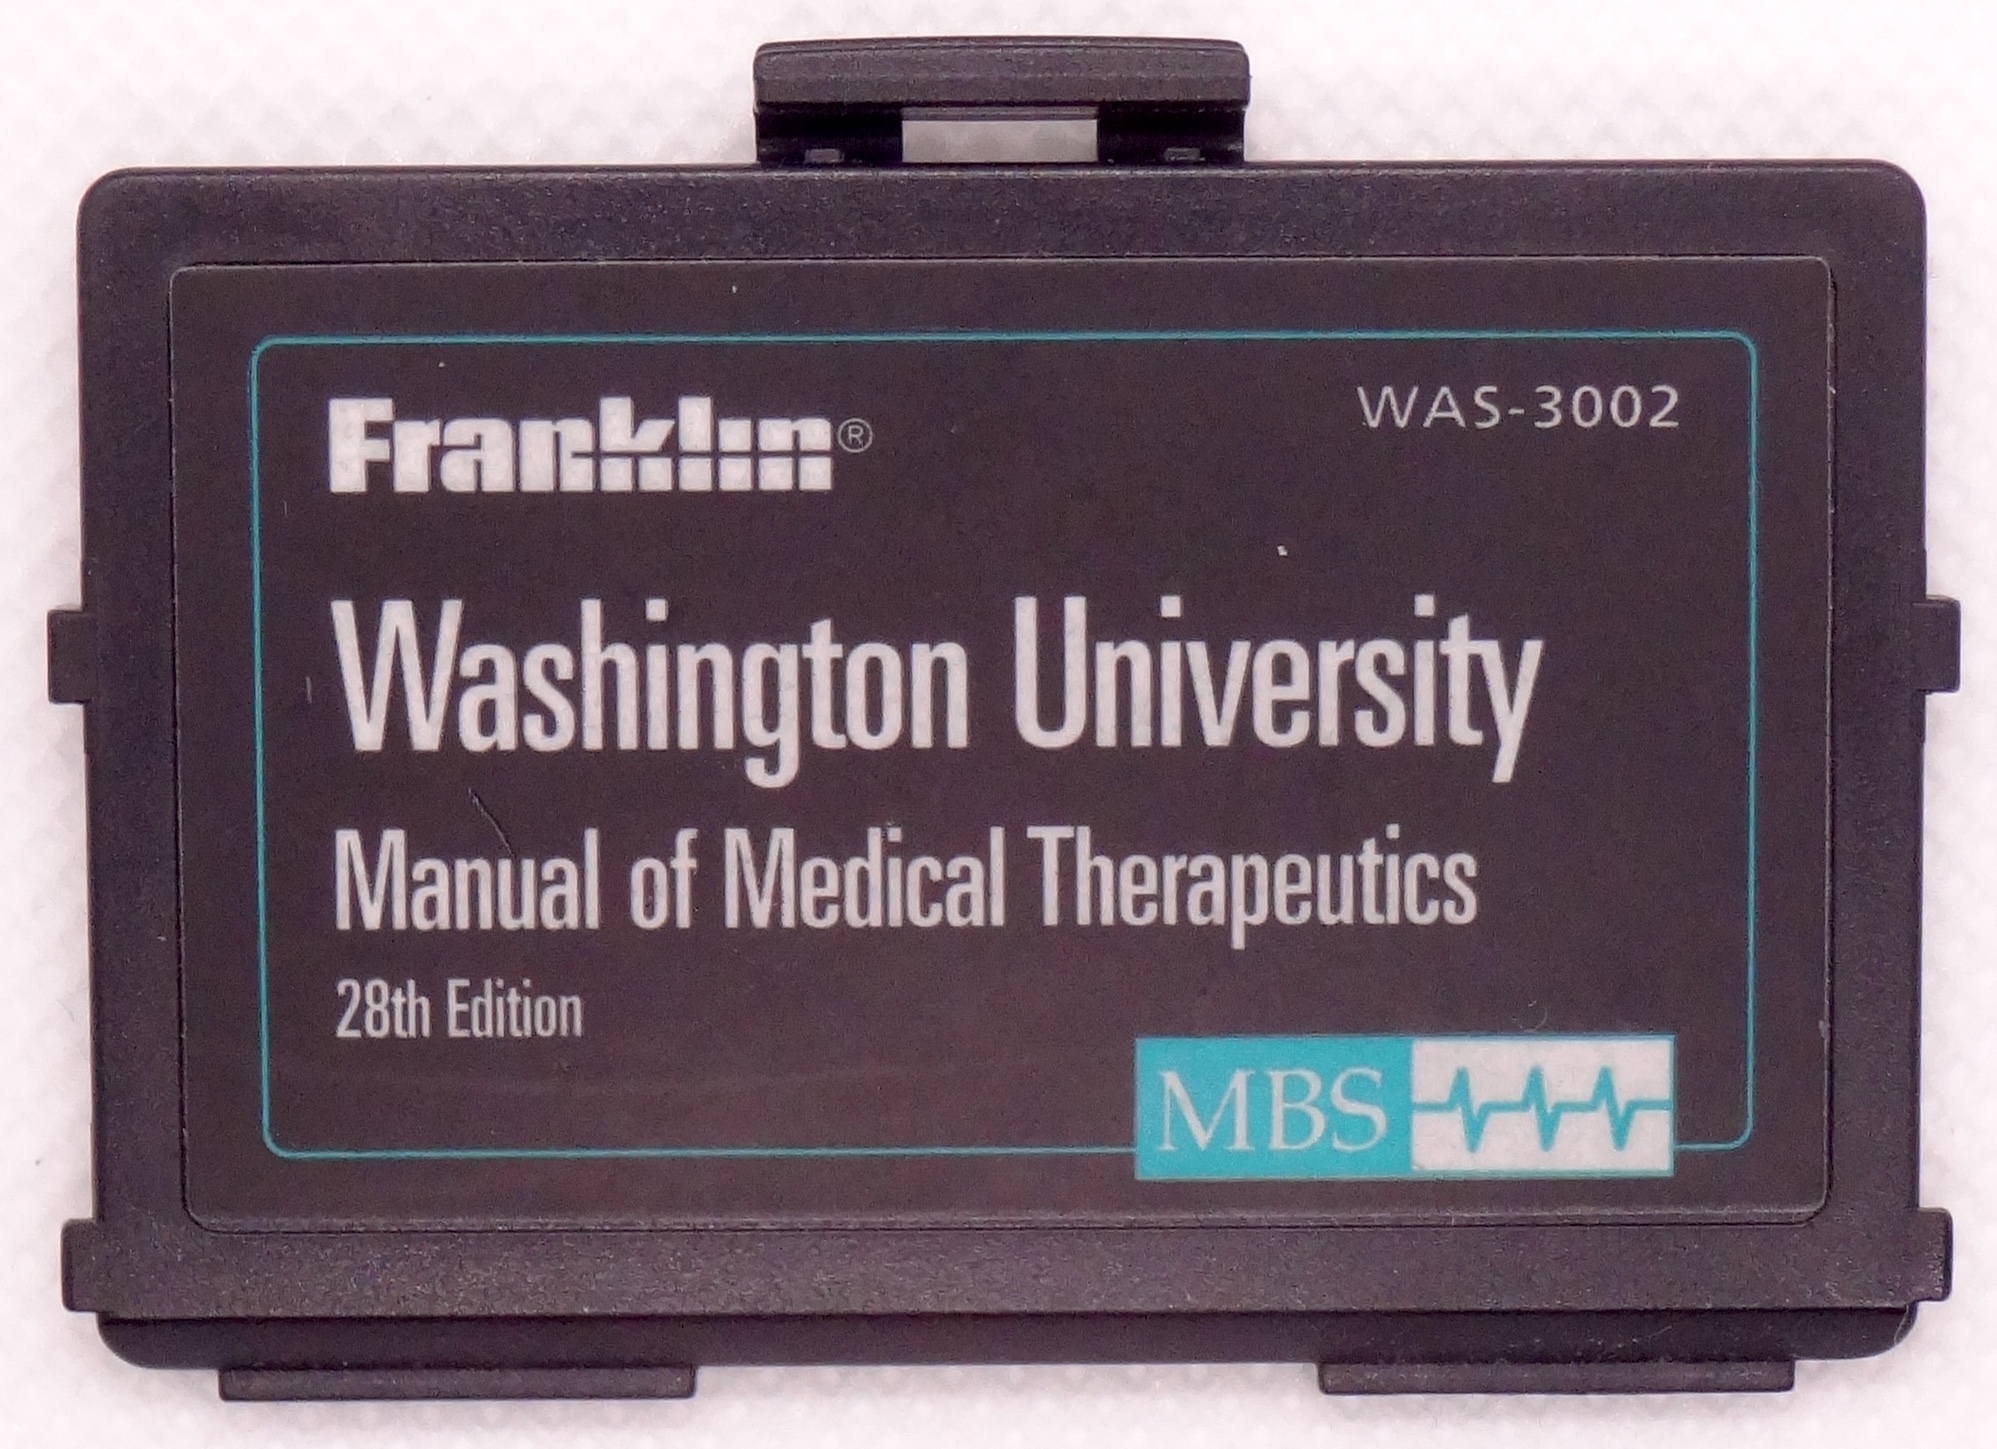 Franklin®
WAS-3002
Washington University
Manual of Medical Therapeutics
28th Edition
MBS